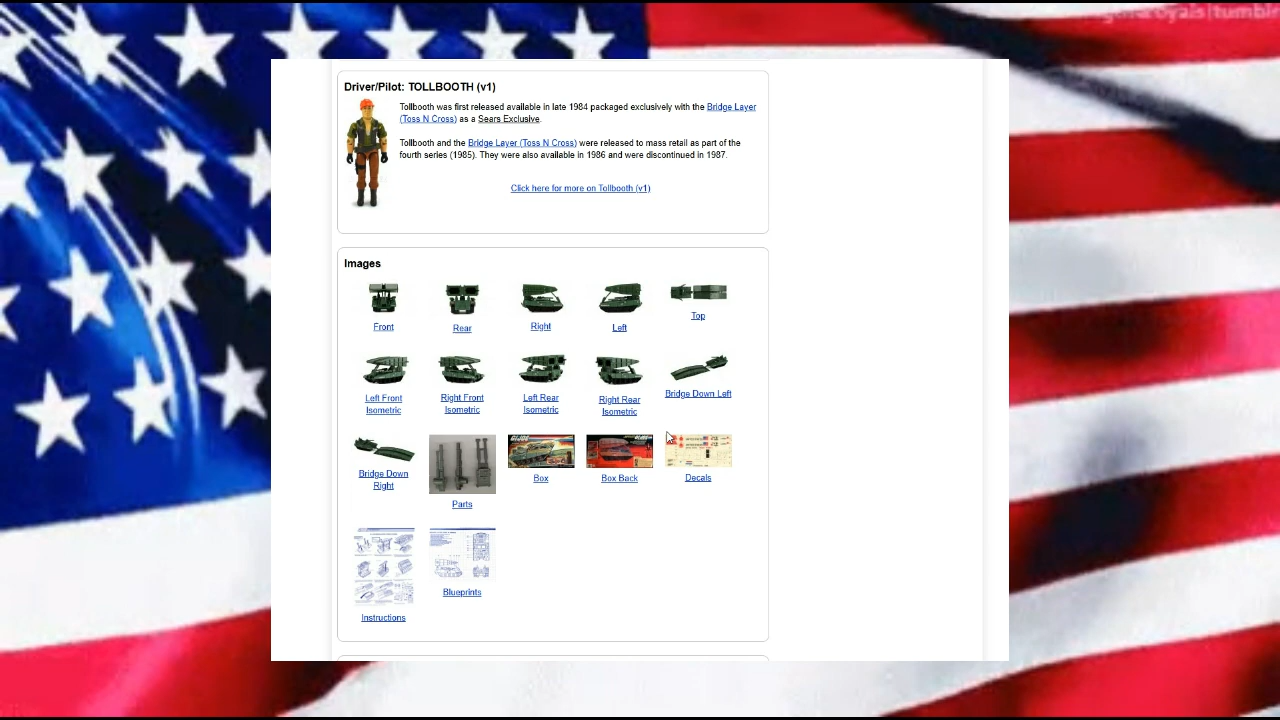 Driver/Pilot: TOLLBOOTH (v1)
Tollbooth was first released available in late 1984 packaged exclusively with the Bridge Layer
(Toss N Cross) as a Sears Exclusive.
Tollbooth and the Bridge Layer (Toss N Cross) were released to mass retail as part of the
fourth series (1985). They were also available in 1986 and were discontinued in 1987.
Click here for more on Tollbooth (v1)
Images
Front
Rear
Right
Left
Top
Left Front
Isometric
Right Front
Isometric
Left Rear
Isometric
Right Rear
Isometric
Bridge Down Left
Bridge Down
Right
Parts
Box
Box Back
Decals
Instructions
Blueprints